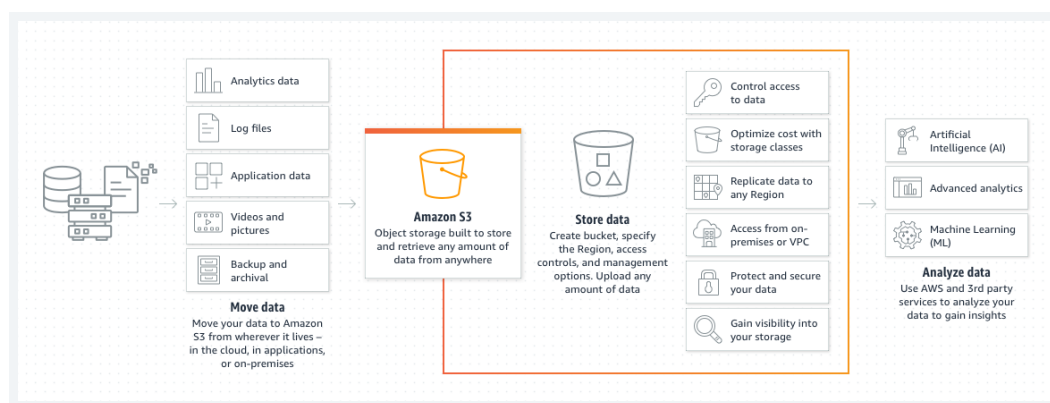 Analytics data
Log files
Application data
Videos and
pictures
Backup and
archival
Move data
Move your data to Amazon
S3 from wherever it lives –
in the cloud, in applications,
or on-premises
Amazon S3
Object storage built to store
and retrieve any amount of
data from anywhere
Store data
Create bucket, specify
the Region, access
controls, and management
options. Upload any
amount of data
Control access
to data
Optimize cost with
storage classes
Replicate data to
any Region
Access from on-
premises or VPC
Protect and secure
your data
Gain visibility into
your storage
Artificial
Intelligence (AI)
Advanced analytics
Machine Learning
(ML)
Analyze data
Use AWS and 3rd party
services to analyze your
data to gain insights